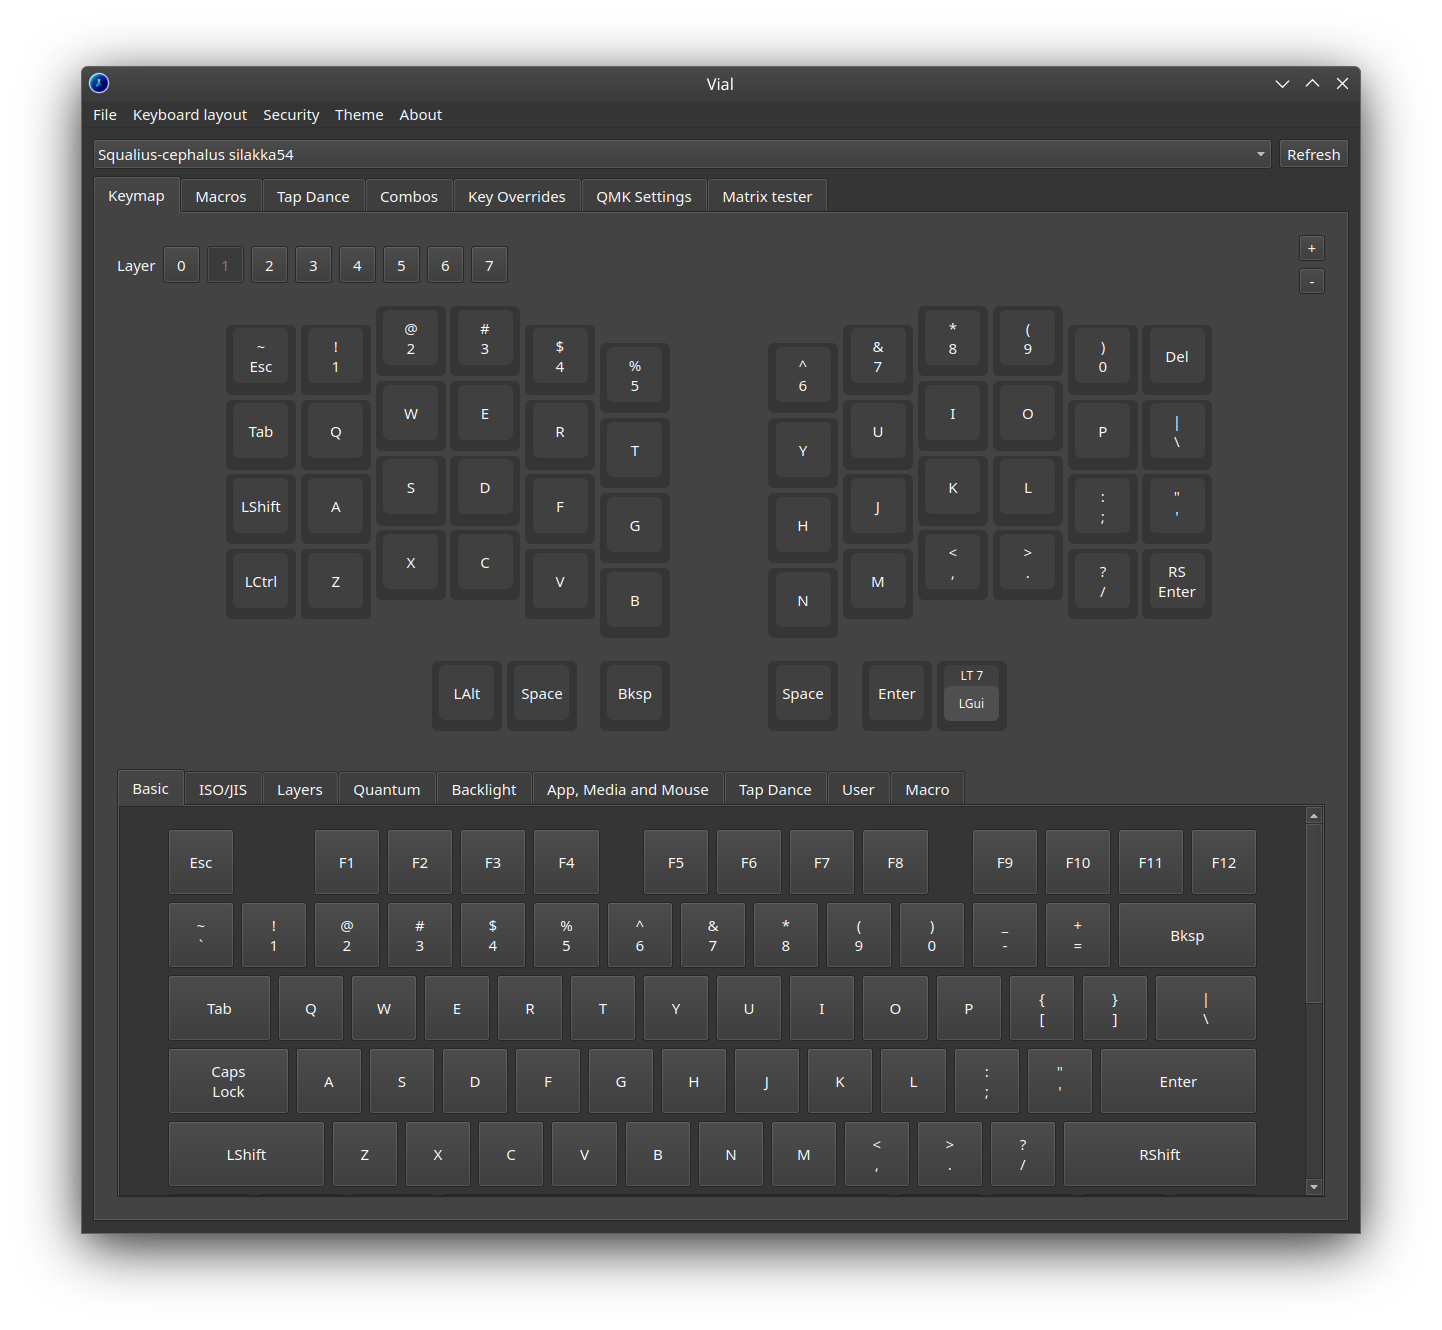 Vial
File Keyboard layout Security Theme About
Squalius-cephalus silakka54 Refresh
Keymap Macros Tap Dance Combos Key Overrides QMK Settings Matrix tester
+
Layer 0 1 2 3 4 5 6 7
-
~ ! @ # $ % ^ & * ( )
Esc 1 2 3 4 5 6 7 8 9 0 Del
Tab Q W E R T Y U I O P |
\
LShift A S D F G H J K L : "
; '
LCtrl Z X C V B N M < > ? RS
, . / Enter
LT 7
LAlt Space Bksp Space Enter LGui
Basic ISO/JIS Layers Quantum Backlight App, Media and Mouse Tap Dance User Macro
Esc F1 F2 F3 F4 F5 F6 F7 F8 F9 F10 F11 F12
~ ! @ # $ % ^ & * ( ) _ +
` 1 2 3 4 5 6 7 8 9 0 - = Bksp
Tab Q W E R T Y U I O P { } |
[ ] \
Caps A S D F G H J K L : " Enter
Lock ; '
LShift Z X C V B N M < > ? RShift
, . /